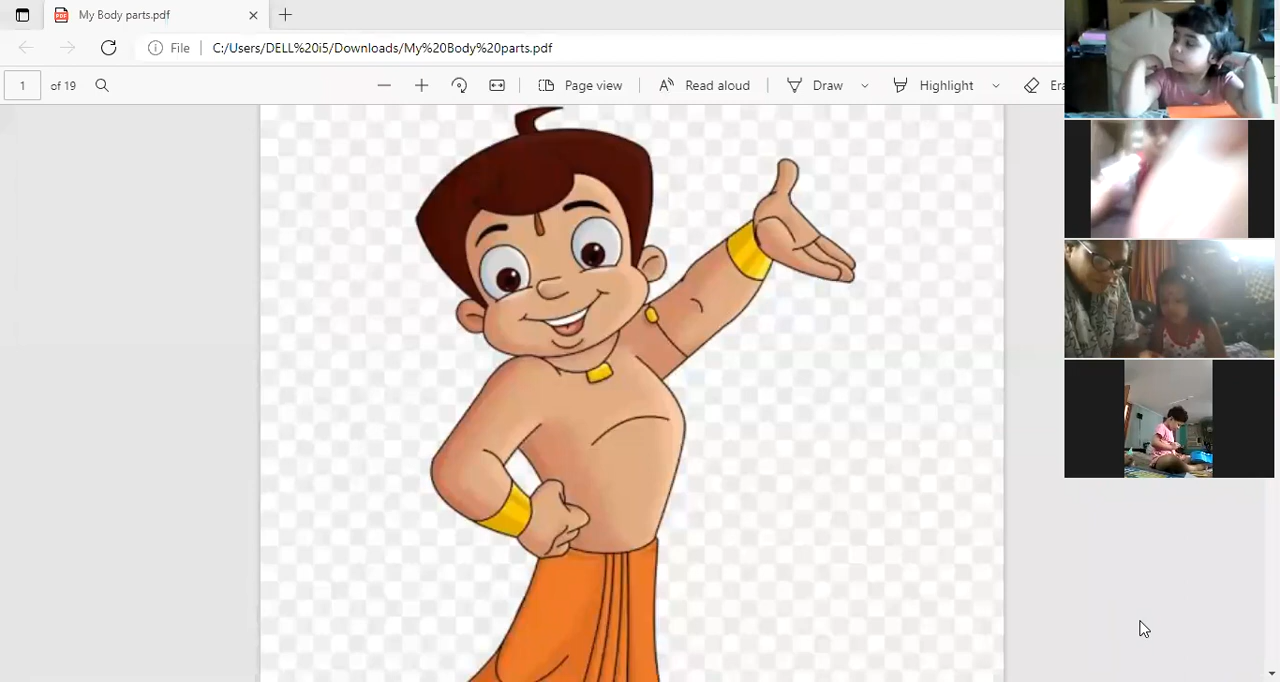 My Body parts.pdf
File C:/Users/DELL%20i5/Downloads/My%20Body%20parts.pdf
1 of 19 Page view Read aloud Draw Highlight Era